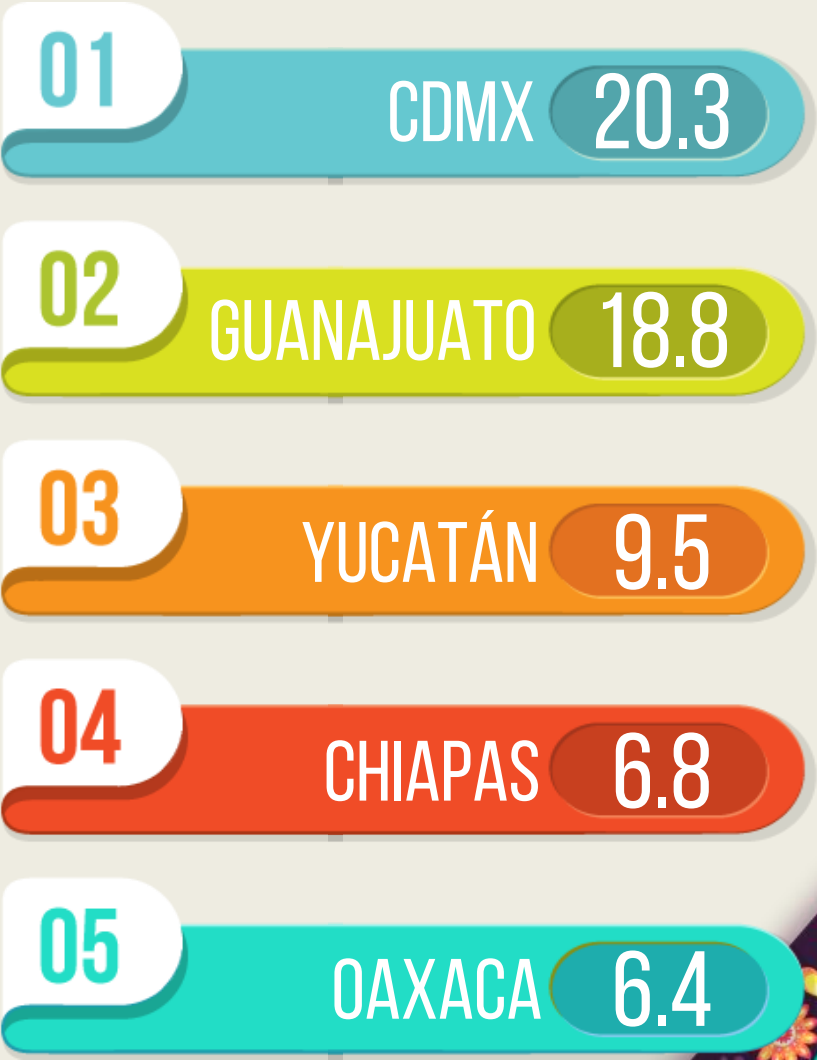 01
CDMX 20.3
02
GUANAJUATO 18.8
03
YUCATÁN 9.5
04
CHIAPAS 6.8
05
OAXACA 6.4